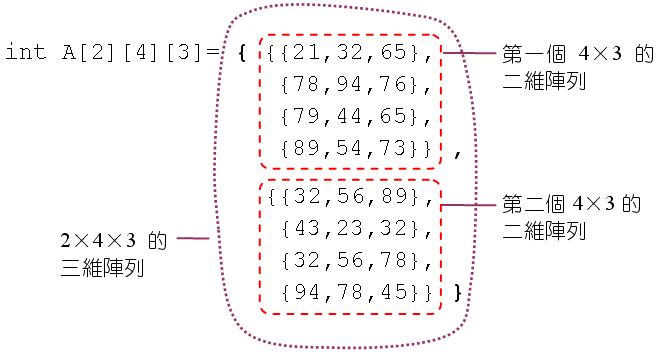 int A[2][4][3]= { {{21,32,65},
{78,94,76},
{79,44,65},
{89,54,73}} ,
{{32,56,89},
{43,23,32},
{32,56,78},
{94,78,45}} }
第一個 4×3 的
二維陣列
第二個 4×3 的
二維陣列
2×4×3 的
三維陣列